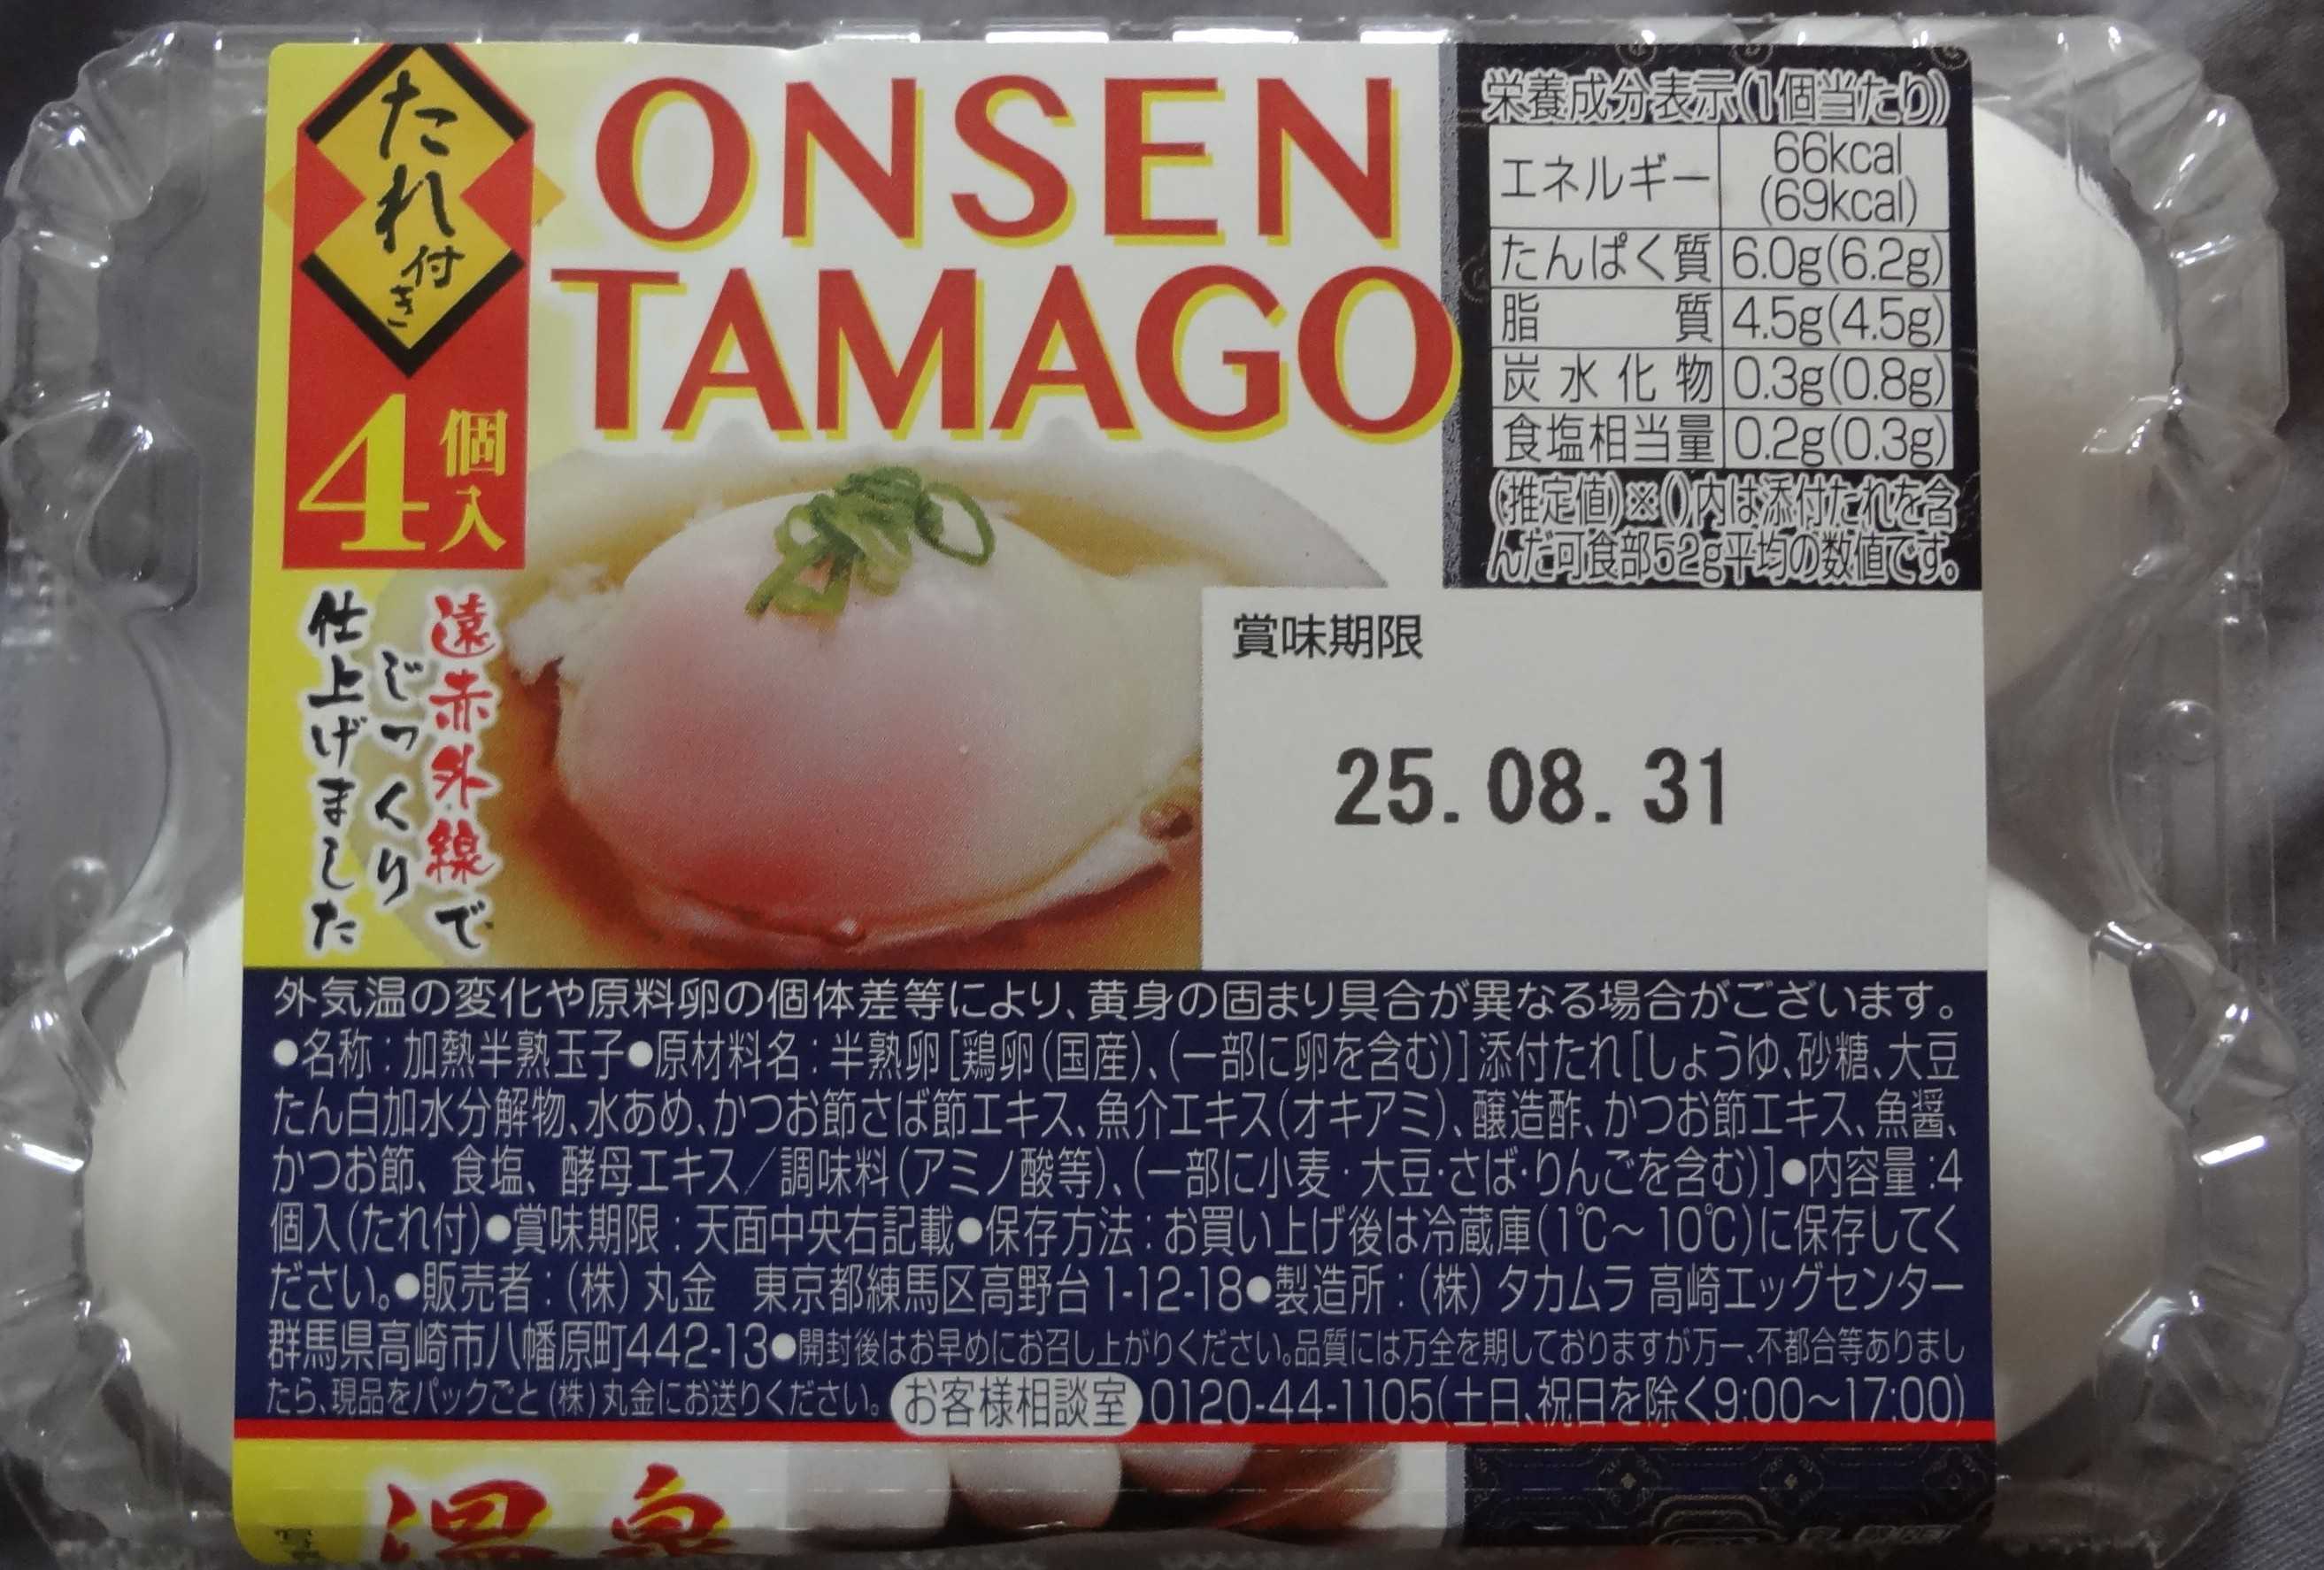 たれ付き
4個入
ONSEN
TAMAGO
遠赤外線で
じっくり
仕上げました
栄養成分表示(1個当たり)
エネルギー 66kcal
(69kcal)
たんぱく質 6.0g(6.2g)
脂質 4.5g(4.5g)
炭水化物 0.3g(0.8g)
食塩相当量 0.2g(0.3g)
(推定値)※()内は添付たれを含
んだ可食部52g平均の数値です。
賞味期限
25.08.31
外気温の変化や原料卵の個体差等により、黄身の固まり具合が異なる場合がございます。
●名称:加熱半熟玉子●原材料名:半熟卵[鶏卵(国産)、(一部に卵を含む)]添付たれ[しょうゆ、砂糖、大豆
たん白加水分解物、水あめ、かつお節さば節エキス、魚介エキス(オキアミ)、醸造酢、かつお節エキス、魚醤、
かつお節、食塩、酵母エキス/調味料(アミノ酸等)、(一部に小麦・大豆・さば・りんごを含む)]●内容量:4
個入(たれ付)●賞味期限:天面中央右記載●保存方法:お買い上げ後は冷蔵庫(1℃〜10℃)に保存してく
ださい。●販売者:(株)丸金 東京都練馬区高野台1-12-18●製造所:(株)タカムラ 高崎エッグセンター
群馬県高崎市八幡原町442-13●開封後はお早めにお召し上がりください。品質には万全を期しておりますが万一、不都合等ありまし
たら、現品をパックごと(株)丸金にお送りください。お客様相談室 0120-44-1105(土日、祝日を除く9:00〜17:00)
温泉